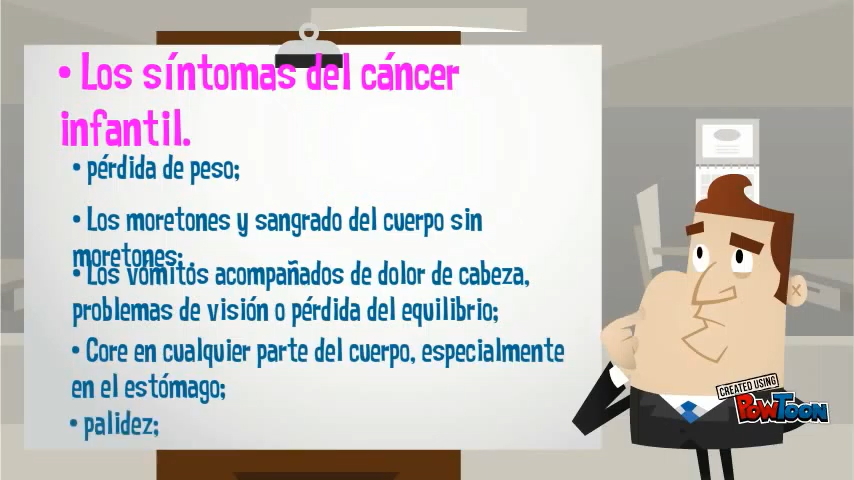 • Los síntomas del cáncer
infantil.
• pérdida de peso;
• Los moretones y sangrado del cuerpo sin
moretones;
• Los vómitos acompañados de dolor de cabeza,
problemas de visión o pérdida del equilibrio;
• Core en cualquier parte del cuerpo, especialmente
en el estómago;
• palidez;
CREATED USING
POWTOON